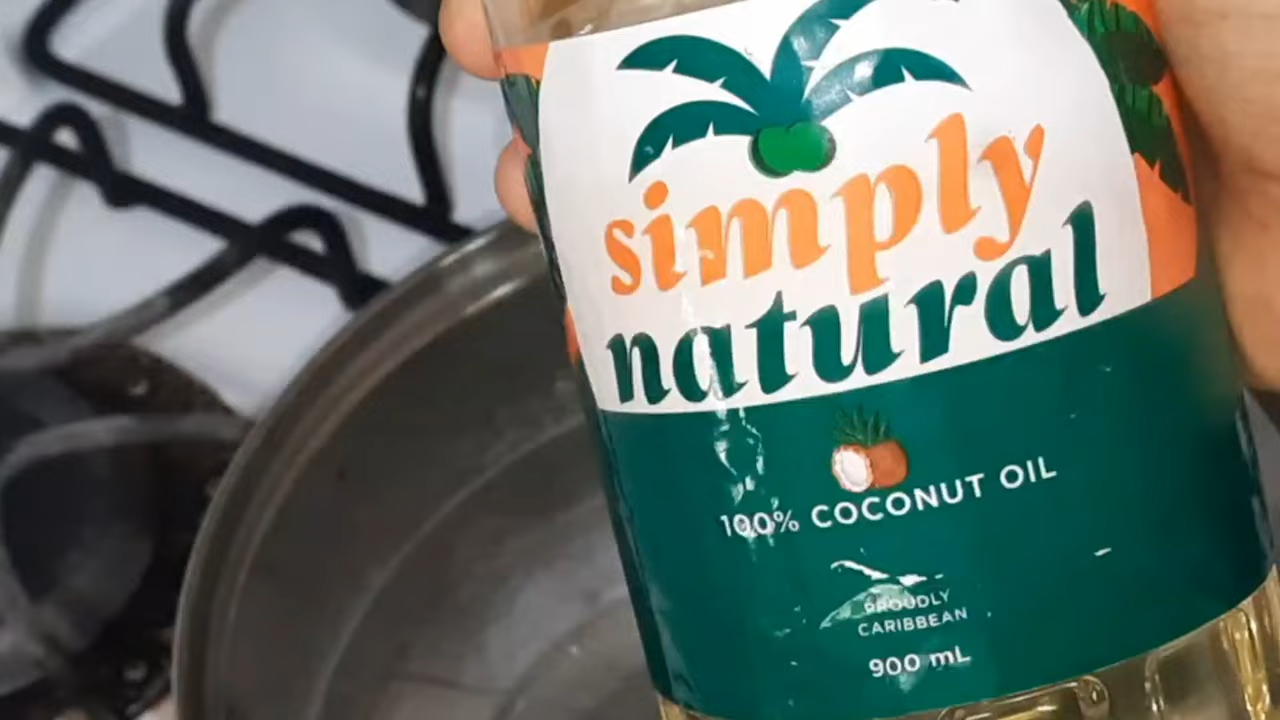 simply
natural
100% COCONUT OIL
PROUDLY
CARIBBEAN
900 mL